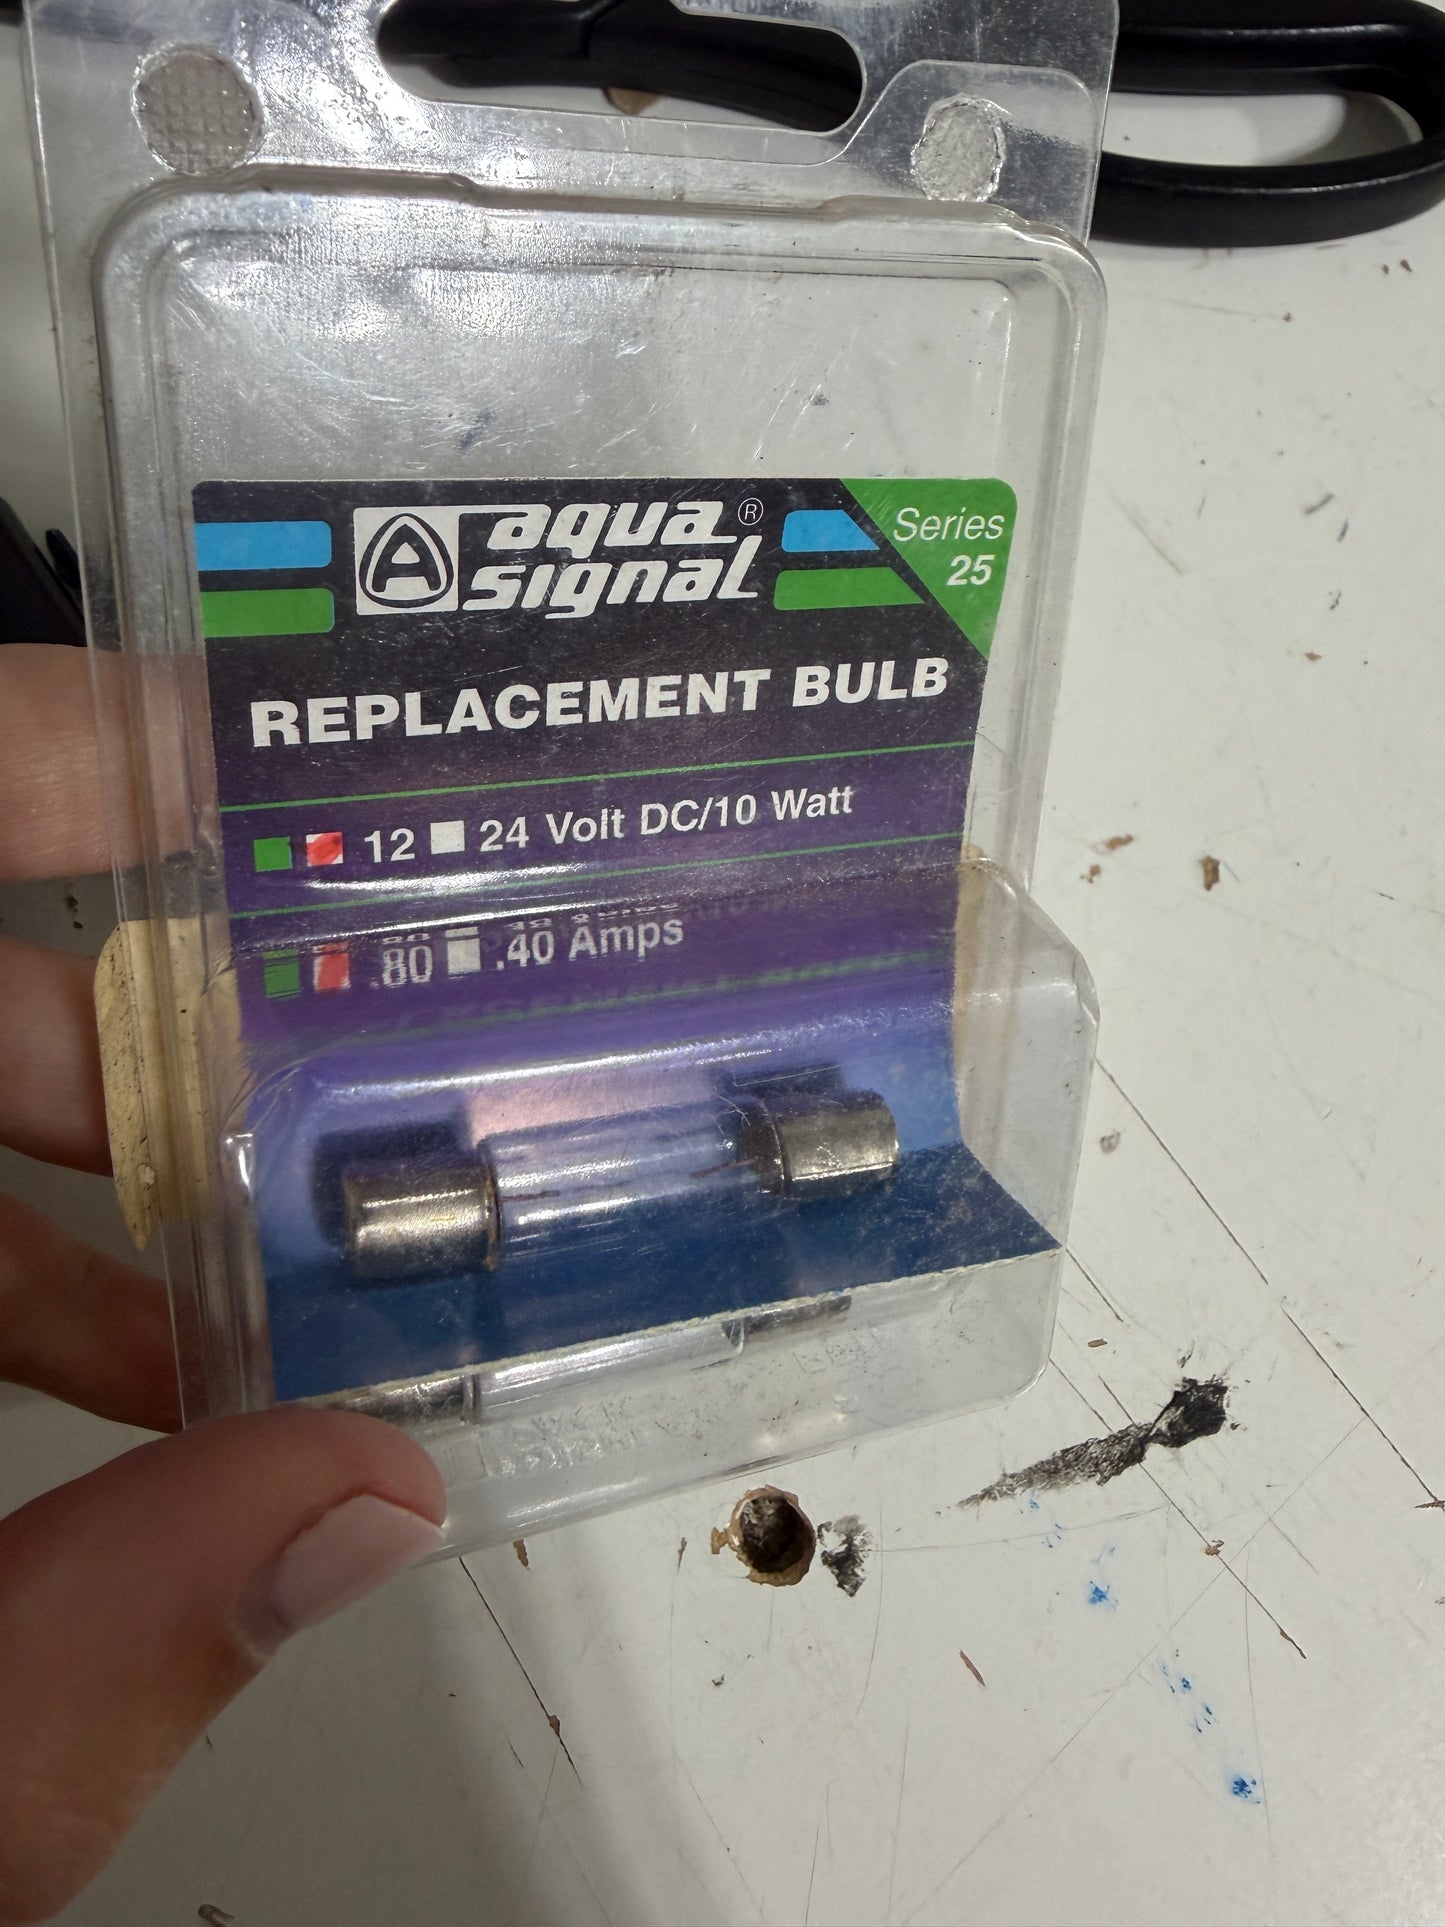 aqua®
signal
Series
25
REPLACEMENT BULB
12 24 Volt DC/10 Watt
.80 .40 Amps